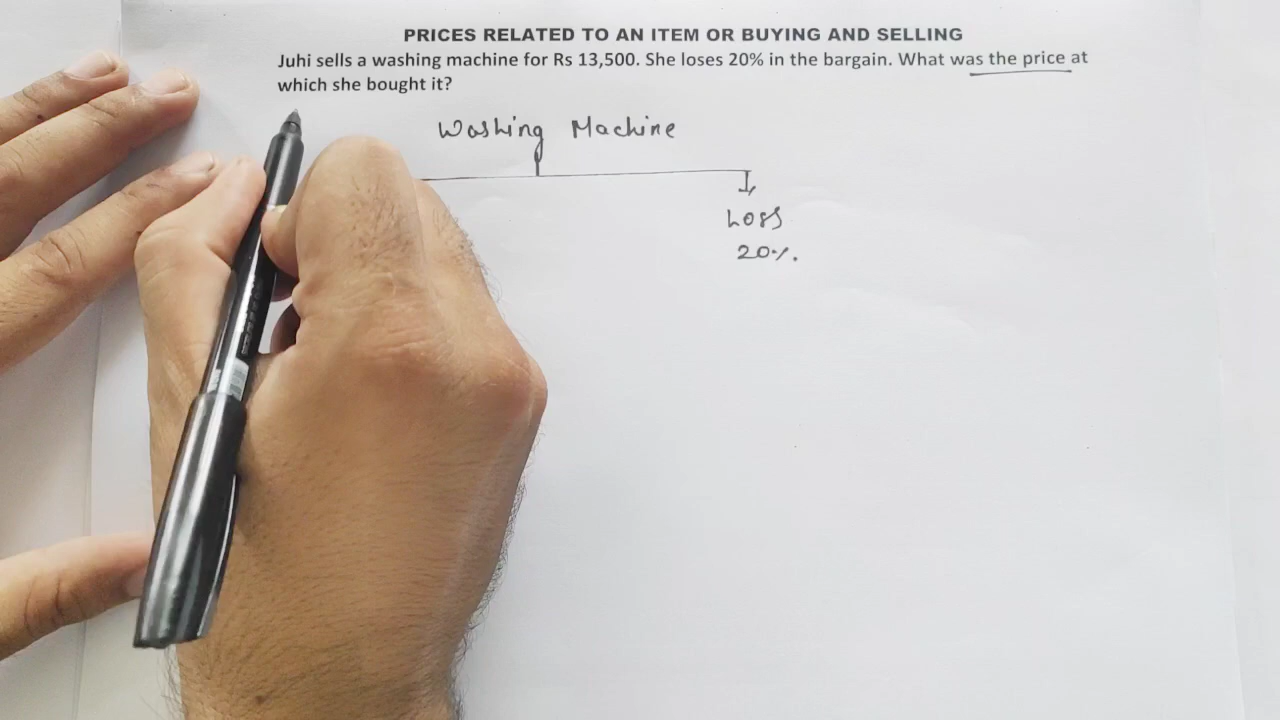 PRICES RELATED TO AN ITEM OR BUYING AND SELLING
Juhi sells a washing machine for Rs 13,500. She loses 20% in the bargain. What was the price at
which she bought it?
Washing Machine
Loss
20%.